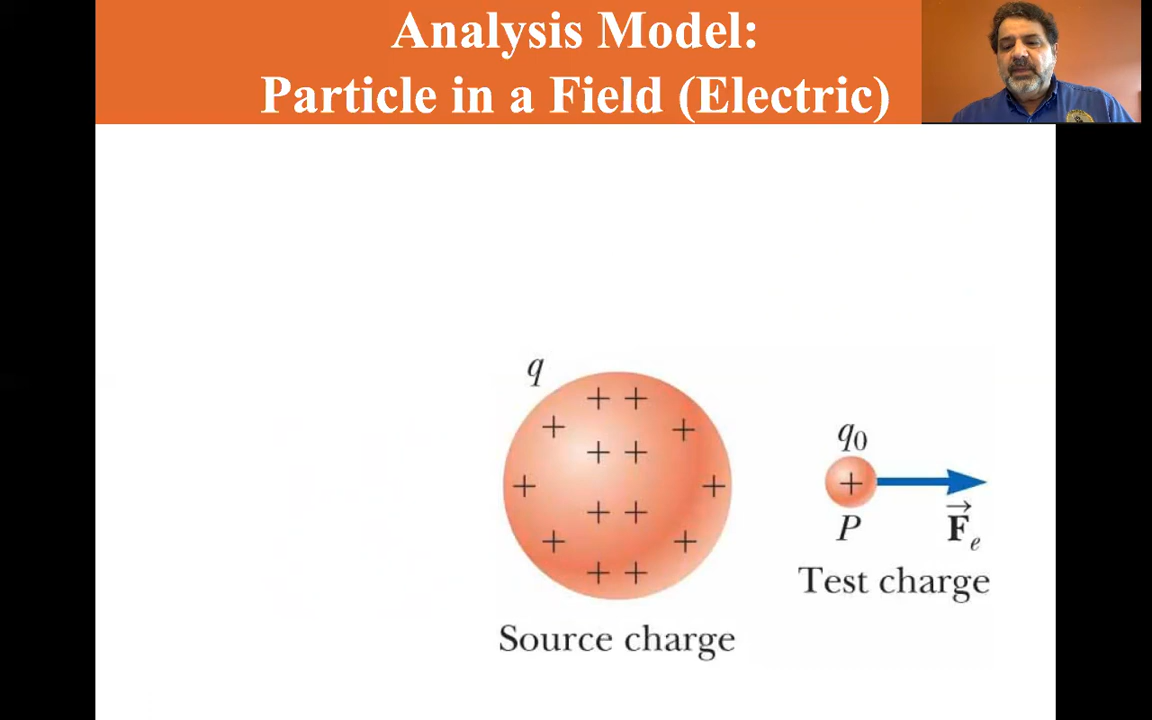 Analysis Model:
Particle in a Field (Electric)
q
+ +
+ +
+ +
+ +
+ +
+ +
+ +
q0
+
P
F⃗e
Test charge
Source charge